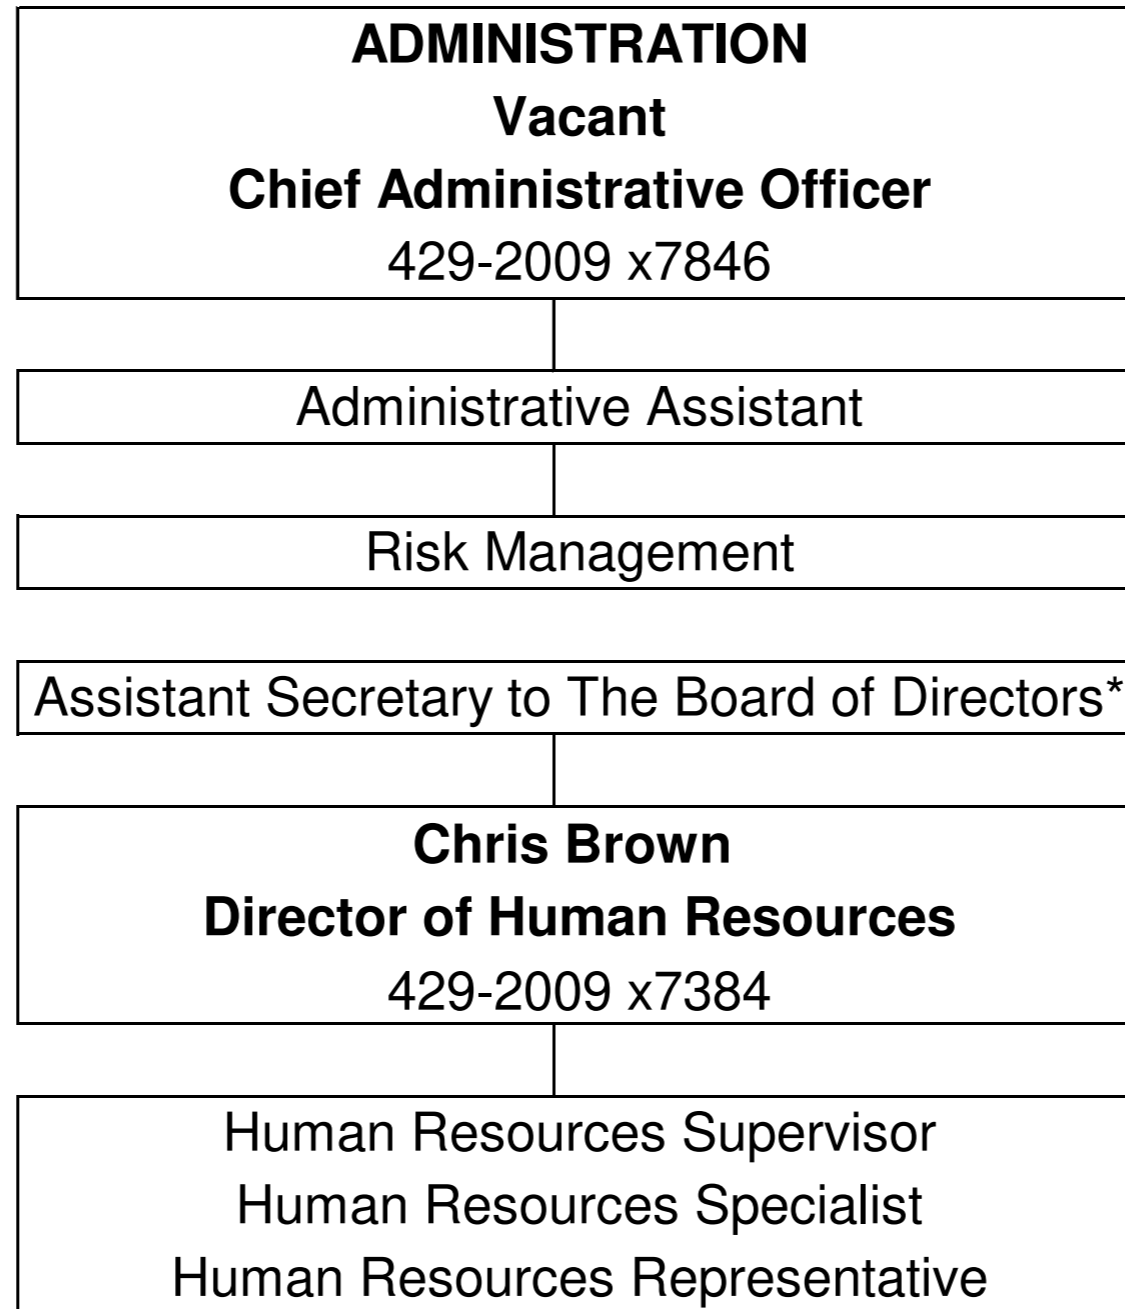 ADMINISTRATION
Vacant
Chief Administrative Officer
429-2009 x7846
Administrative Assistant
Risk Management
Assistant Secretary to The Board of Directors*
Chris Brown
Director of Human Resources
429-2009 x7384
Human Resources Supervisor
Human Resources Specialist
Human Resources Representative